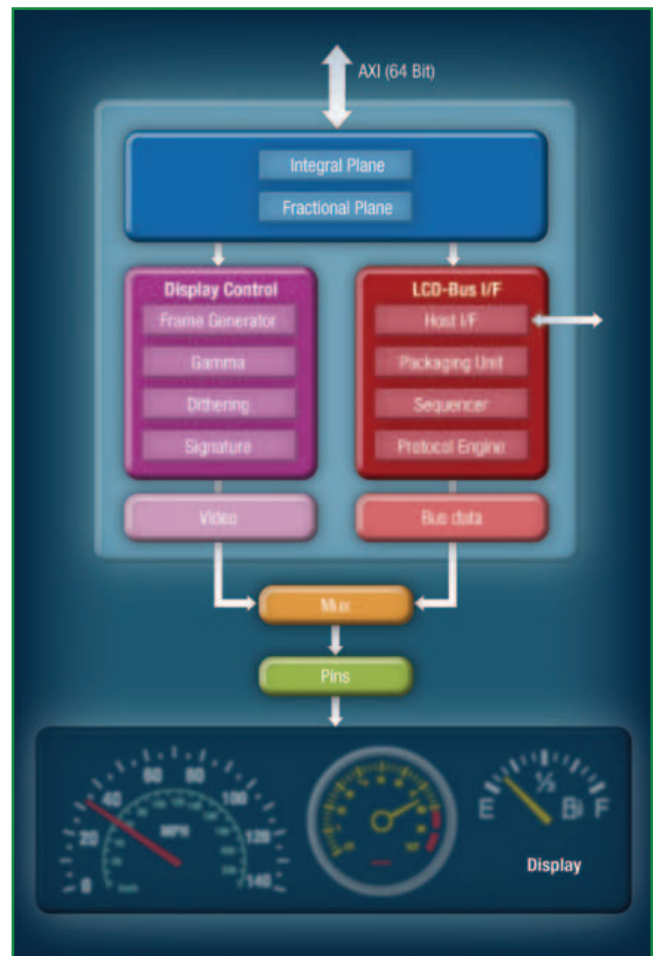 AXI (64 Bit)
Integral Plane
Fractional Plane
Display Control
Frame Generator
Gamma
Dithering
Signature
Video
LCD-Bus I/F
Host I/F
Packaging Unit
Sequencer
Protocol Engine
Bus data
Mux
Pins
0
20
40
60
80
100
120
140
MPH
E
½
F
Display